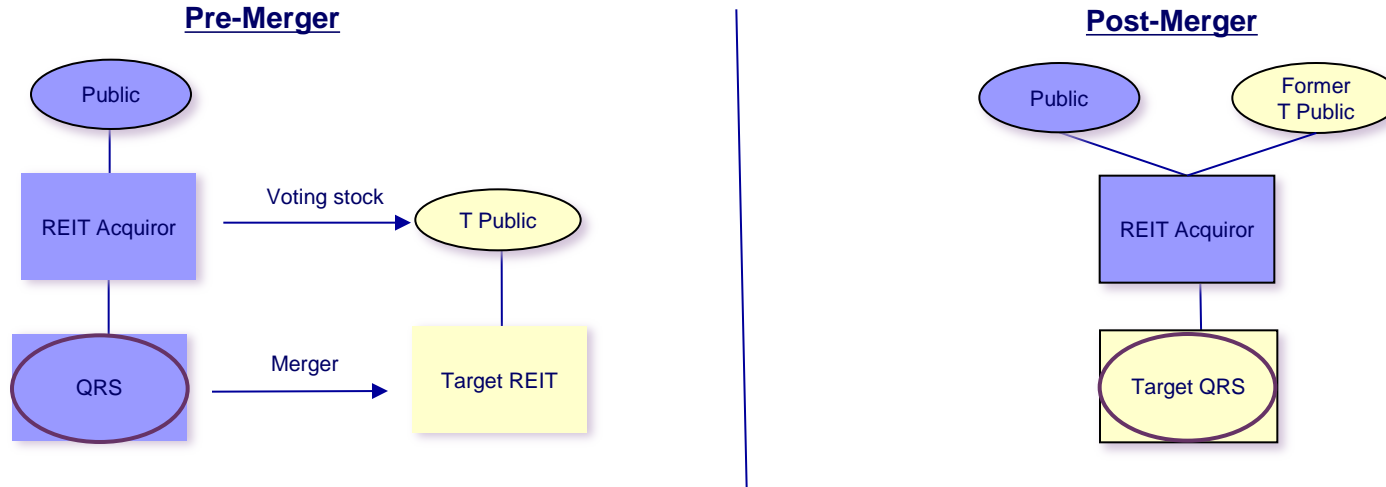 Pre-Merger
Public
REIT Acquiror
Voting stock
T Public
QRS
Merger
Target REIT
Post-Merger
Public
Former
T Public
REIT Acquiror
Target QRS